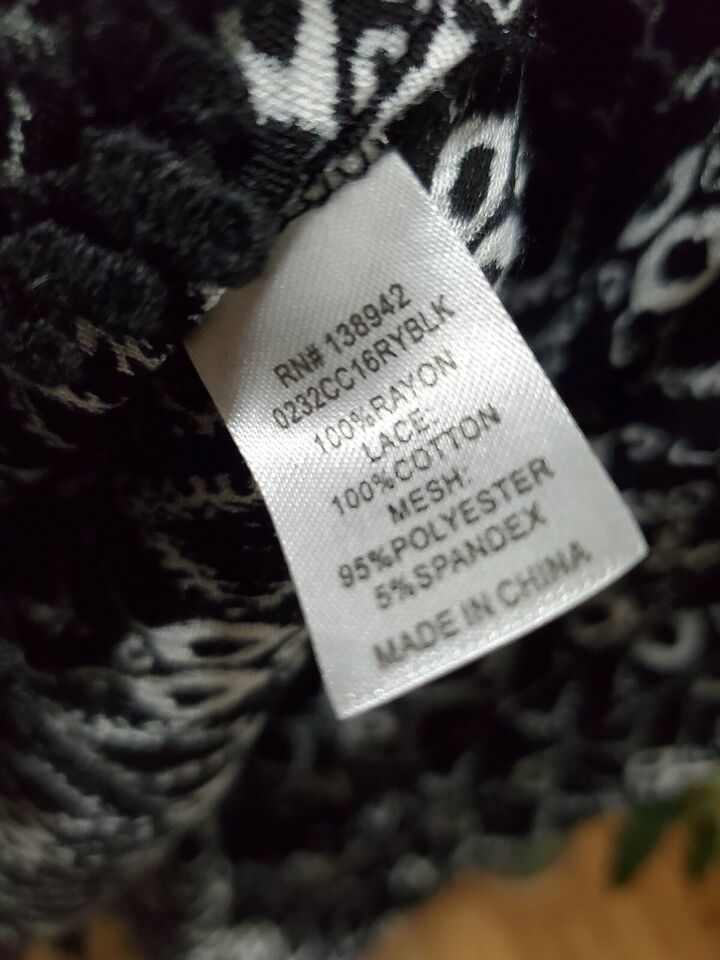 RN# 138942
0232CC16RYBLK
100%RAYON
LACE:
100%COTTON
MESH:
95%POLYESTER
5%SPANDEX
MADE IN CHINA